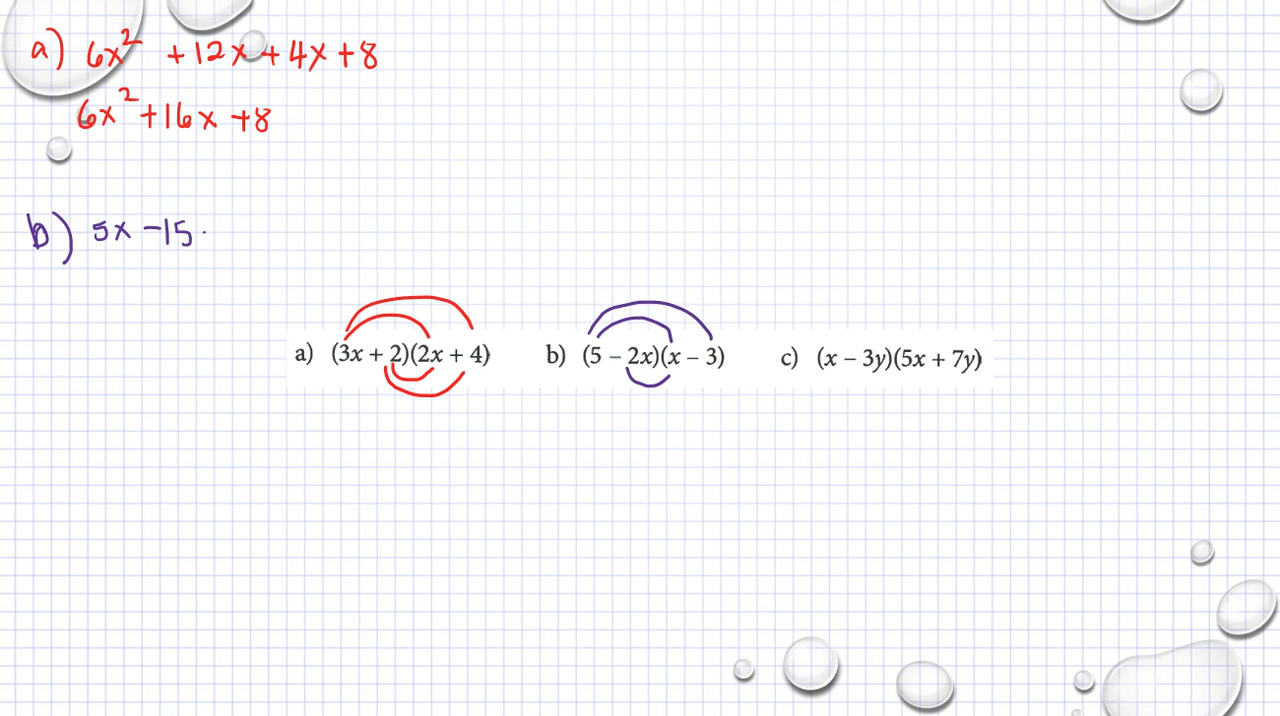 a) 6x² + 12x + 4x + 8
6x² + 16x + 8
b) 5x - 15
a) (3x + 2)(2x + 4) b) (5 – 2x)(x – 3) c) (x – 3y)(5x + 7y)